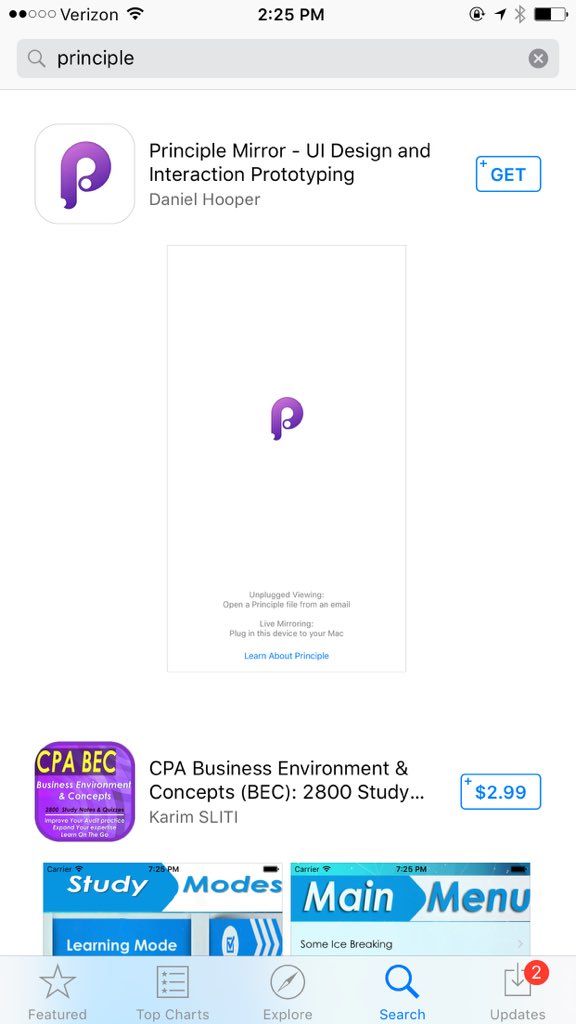 Verizon 2:25 PM
principle
Principle Mirror - UI Design and
Interaction Prototyping
Daniel Hooper
+ GET
Unplugged Viewing:
Open a Principle file from an email
Live Mirroring:
Plug in this device to your Mac
Learn About Principle
CPA BEC
Business Environment
& Concepts
2800 Study Notes & Quizzes
Improve Your Audit practice
Expand Your expertise
Learn On The Go
CPA Business Environment &
Concepts (BEC): 2800 Study...
Karim SLITI
+ $2.99
Carrier 7:25 PM
Study Modes
Learning Mode
Carrier 7:25 PM
Main Menu
Some Ice Breaking
Featured
Top Charts
Explore
Search
2
Updates